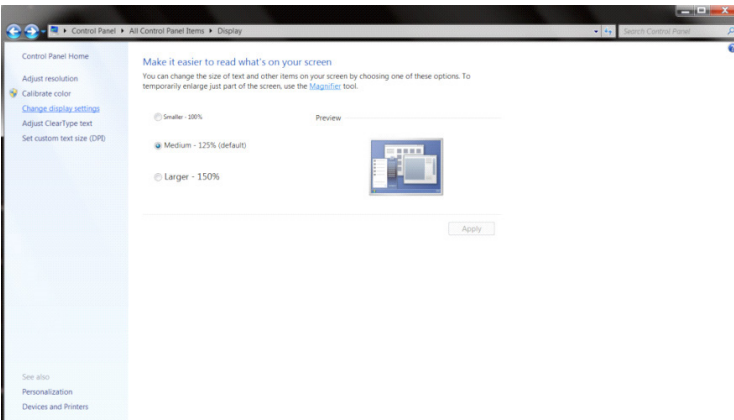 Control Panel ▸ All Control Panel Items ▸ Display
Search Control Panel
Control Panel Home
Adjust resolution
Calibrate color
Change display settings
Adjust ClearType text
Set custom text size (DPI)
See also
Personalization
Devices and Printers
Make it easier to read what's on your screen
You can change the size of text and other items on your screen by choosing one of these options. To
temporarily enlarge just part of the screen, use the Magnifier tool.
Smaller - 100%
Preview
Medium - 125% (default)
Larger - 150%
Apply